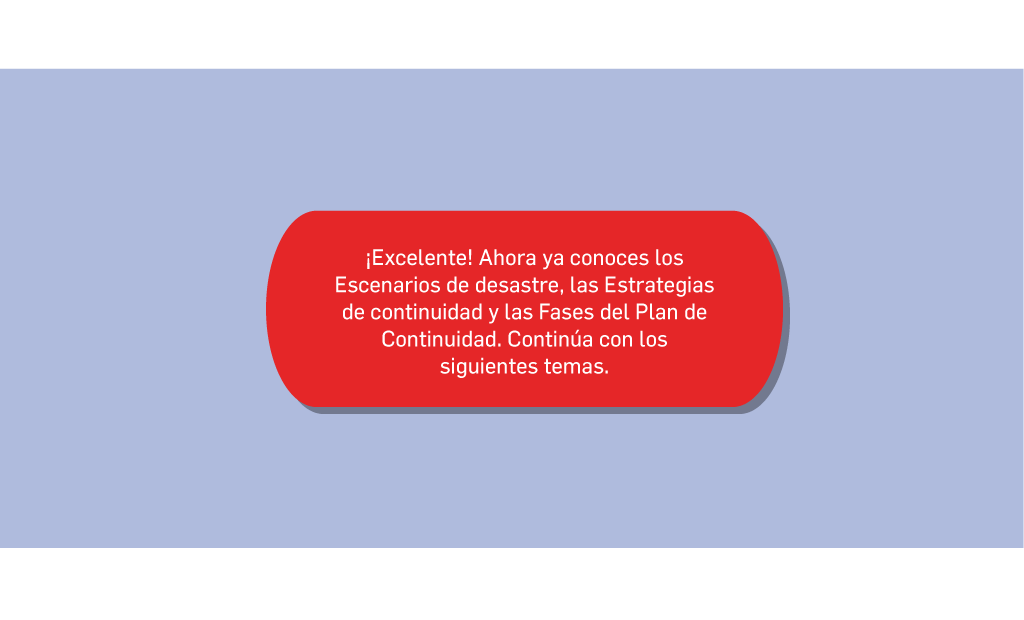 ¡Excelente! Ahora ya conoces los
Escenarios de desastre, las Estrategias
de continuidad y las Fases del Plan de
Continuidad. Continúa con los
siguientes temas.